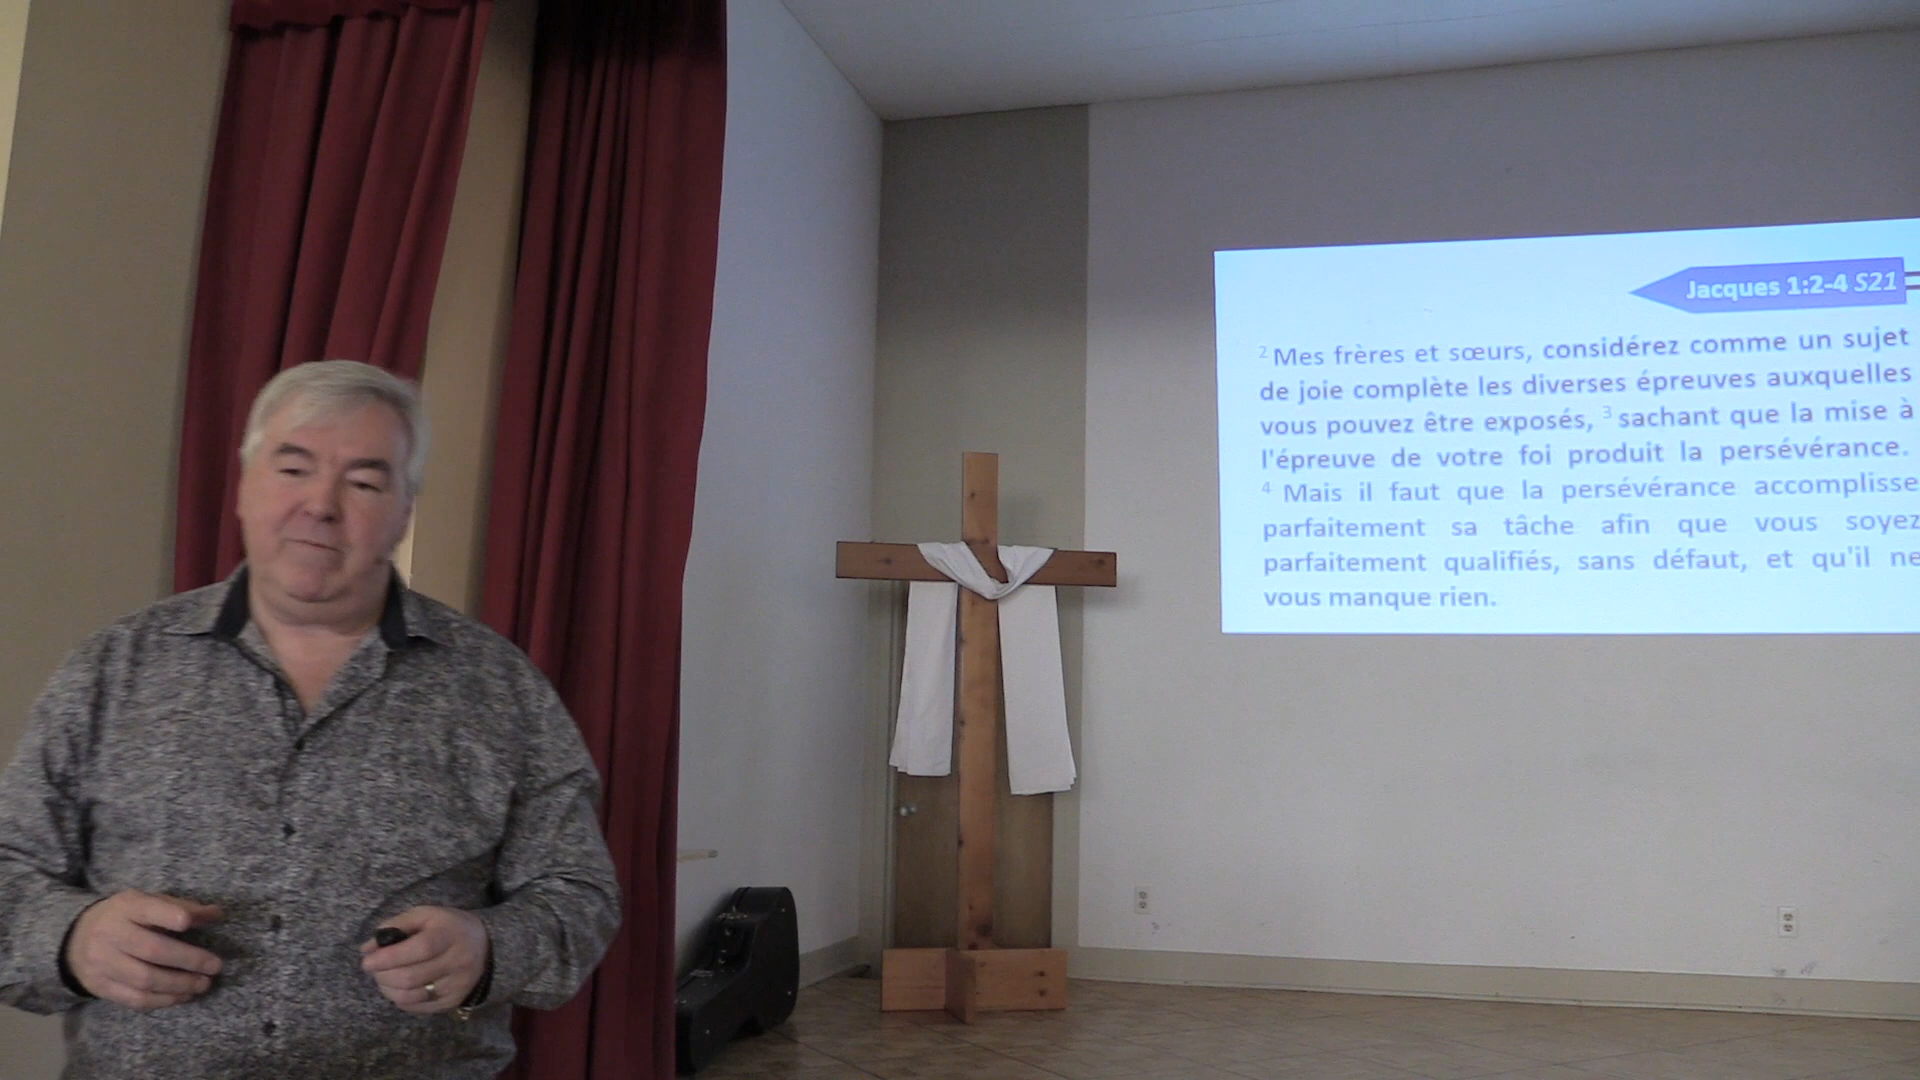 Jacques 1:2-4 S21
2 Mes frères et sœurs, considérez comme un sujet
de joie complète les diverses épreuves auxquelles
vous pouvez être exposés, 3 sachant que la mise à
l'épreuve de votre foi produit la persévérance.
4 Mais il faut que la persévérance accomplisse
parfaitement sa tâche afin que vous soyez
parfaitement qualifiés, sans défaut, et qu'il ne
vous manque rien.